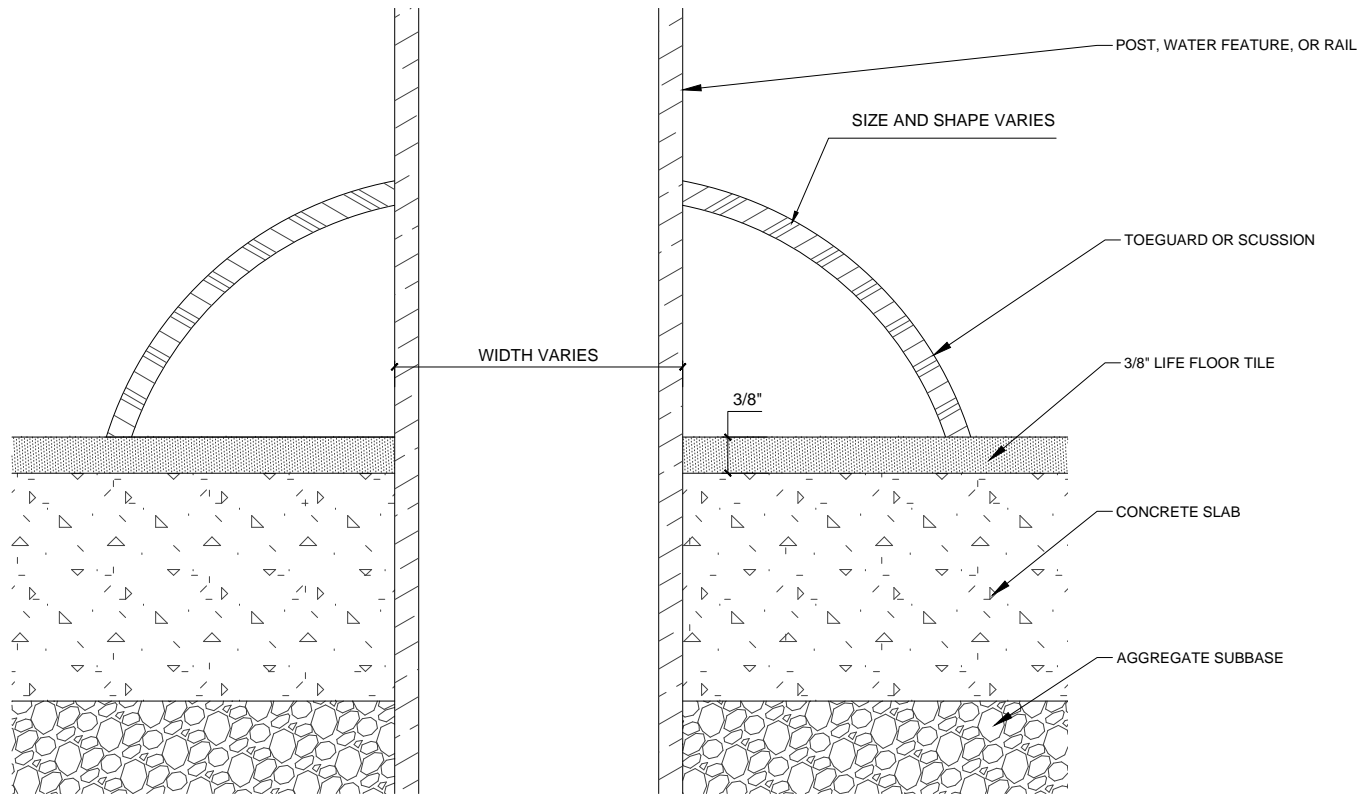 POST, WATER FEATURE, OR RAIL
SIZE AND SHAPE VARIES
TOEGUARD OR SCUSSION
WIDTH VARIES
3/8" LIFE FLOOR TILE
3/8"
CONCRETE SLAB
AGGREGATE SUBBASE